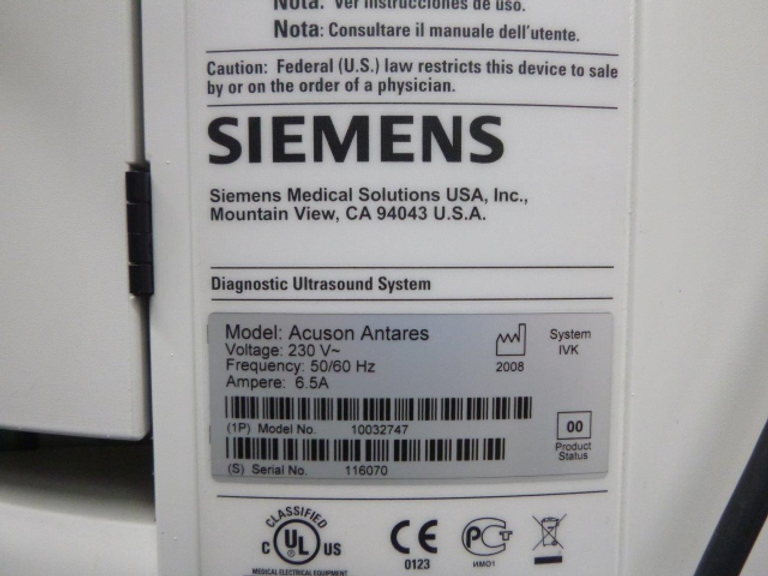 Nota: Ver instrucciones de uso.
Nota: Consultare il manuale dell'utente.
Caution: Federal (U.S.) law restricts this device to sale
by or on the order of a physician.
SIEMENS
Siemens Medical Solutions USA, Inc.,
Mountain View, CA 94043 U.S.A.
Diagnostic Ultrasound System
Model: Acuson Antares
Voltage: 230 V~
Frequency: 50/60 Hz
Ampere: 6.5A
2008
System
IVK
(1P) Model No. 10032747
(S) Serial No. 116070
00
Product
Status
CLASSIFIED
C UL US
MEDICAL ELECTRICAL EQUIPMENT
CE
0123
РСТ
ИМ01